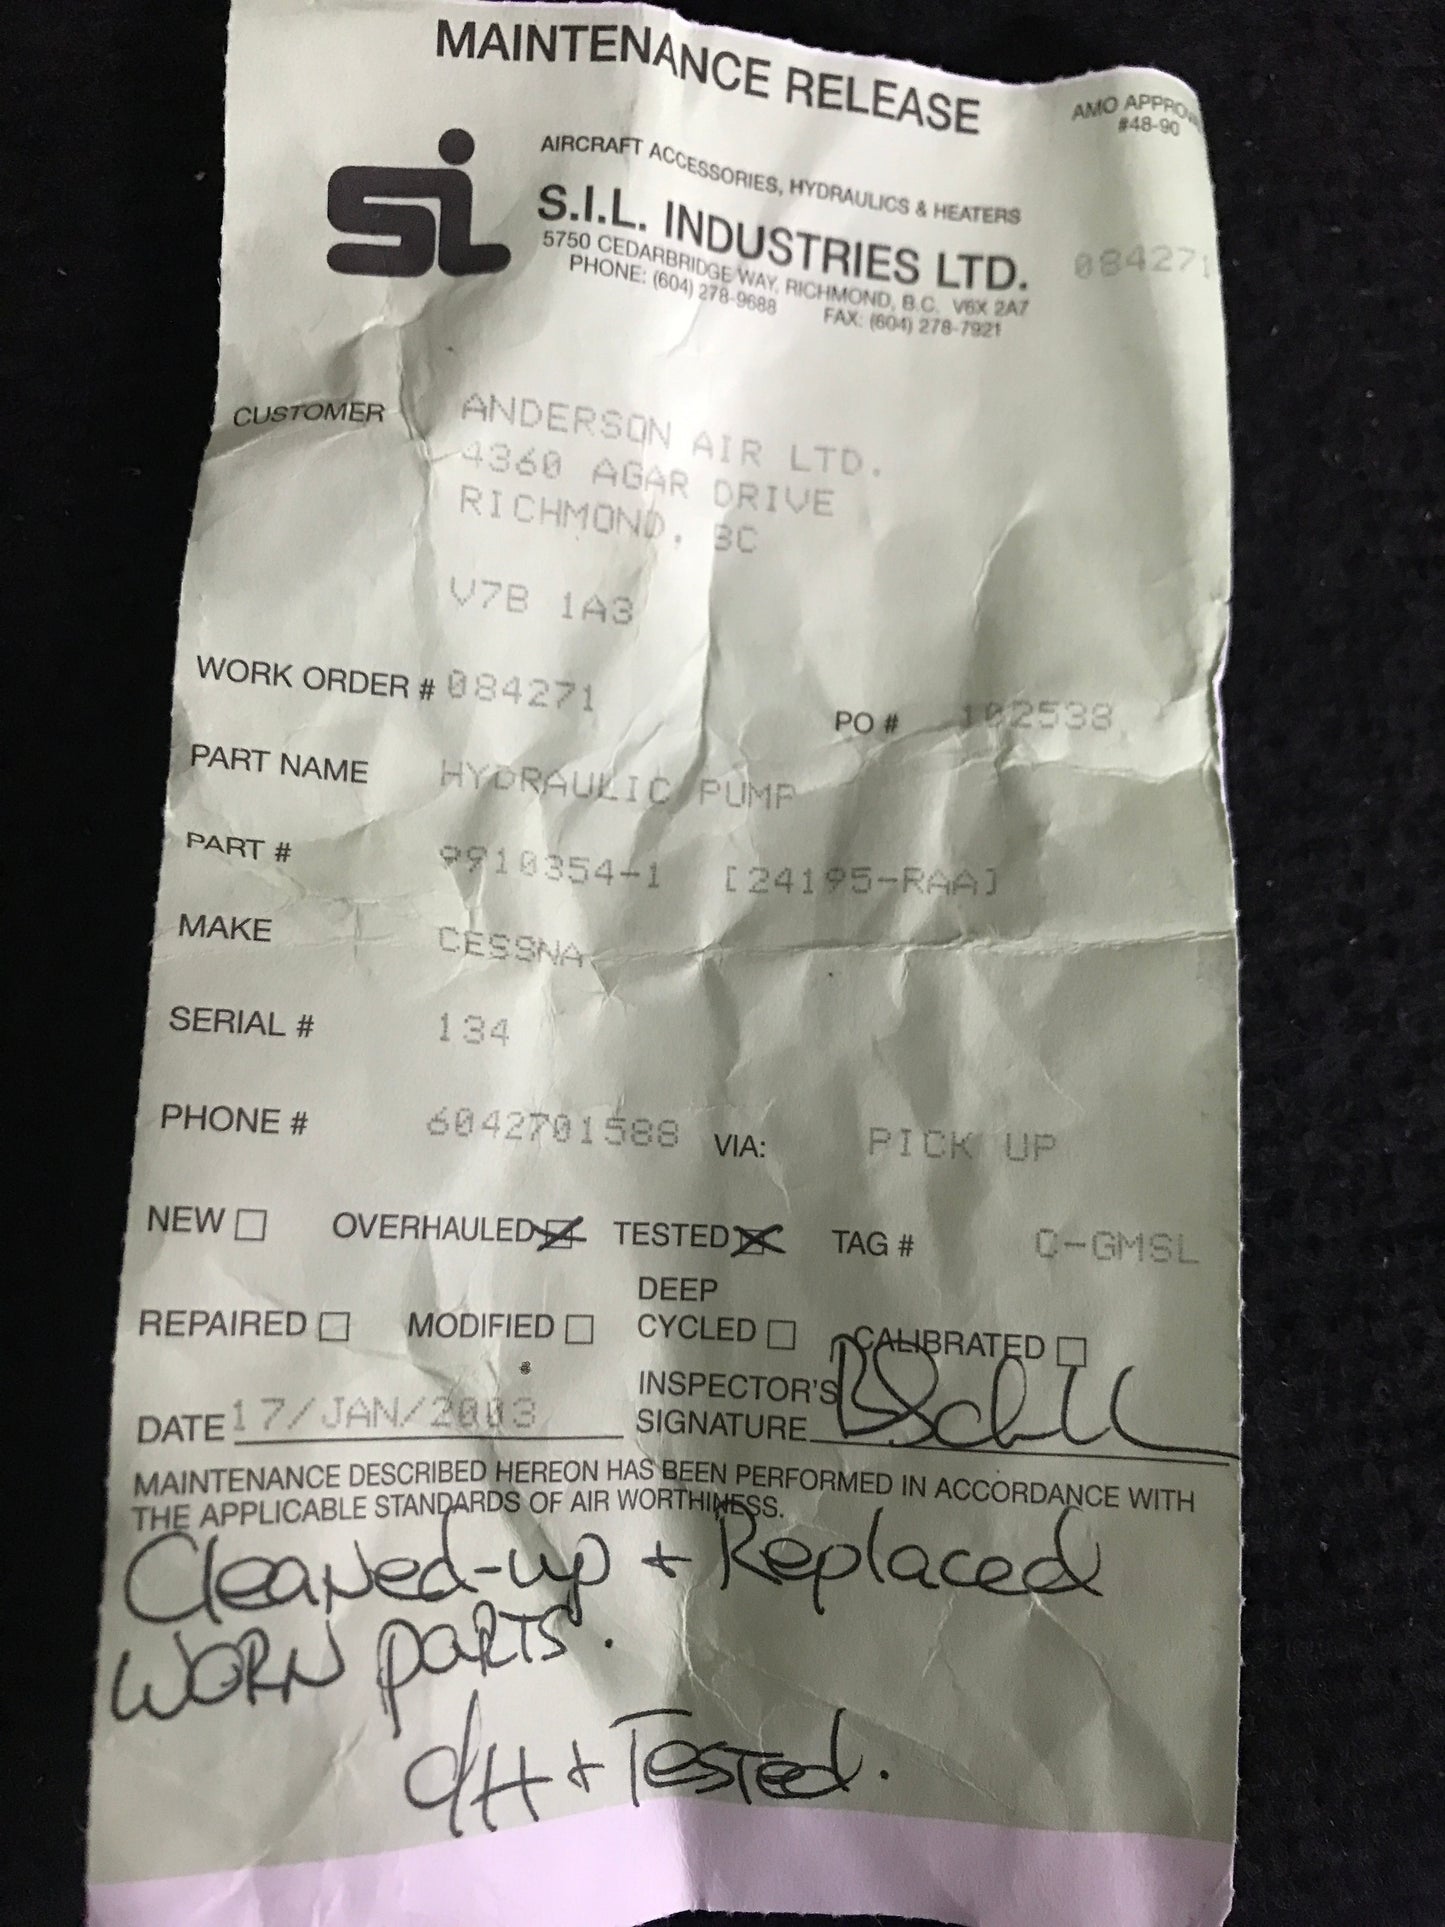 MAINTENANCE RELEASE
AMO APPROVAL
#48-90
si
AIRCRAFT ACCESSORIES, HYDRAULICS & HEATERS
S.I.L. INDUSTRIES LTD.
5750 CEDARBRIDGE WAY, RICHMOND, B.C. V6X 2A7
PHONE: (604) 278-9688 FAX: (604) 278-7921
084271
CUSTOMER ANDERSON AIR LTD.
4360 AGAR DRIVE
RICHMOND, BC
V7B 1A3
WORK ORDER # 084271 PO # 102538
PART NAME HYDRAULIC PUMP
PART # 9910354-1 [24195-RAA]
MAKE CESSNA
SERIAL # 134
PHONE # 6042701588 VIA: PICK UP
NEW OVERHAULED TESTED TAG # C-GMSL
REPAIRED MODIFIED DEEP CYCLED CALIBRATED
DATE 17/JAN/2003 INSPECTOR'S SIGNATURE
MAINTENANCE DESCRIBED HEREON HAS BEEN PERFORMED IN ACCORDANCE WITH
THE APPLICABLE STANDARDS OF AIR WORTHINESS.
Cleaned-up + Replaced
WORN PARTS.
O/H + Tested.